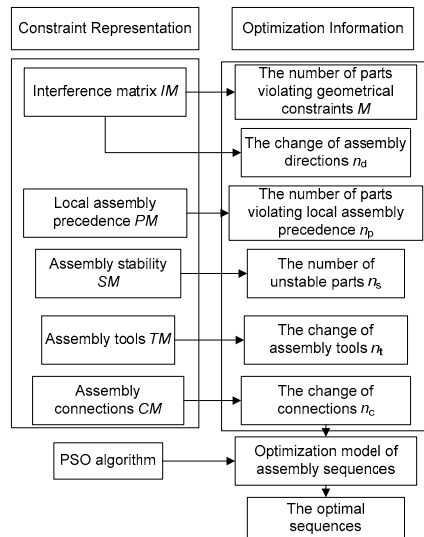 Constraint Representation
Optimization Information
Interference matrix IM
The number of parts
violating geometrical
constraints M
The change of assembly
directions nd
Local assembly
precedence PM
The number of parts
violating local assembly
precedence np
Assembly stability
SM
The number of
unstable parts ns
Assembly tools TM
The change of
assembly tools nt
Assembly
connections CM
The change of
connections nc
PSO algorithm
Optimization model of
assembly sequences
The optimal
sequences